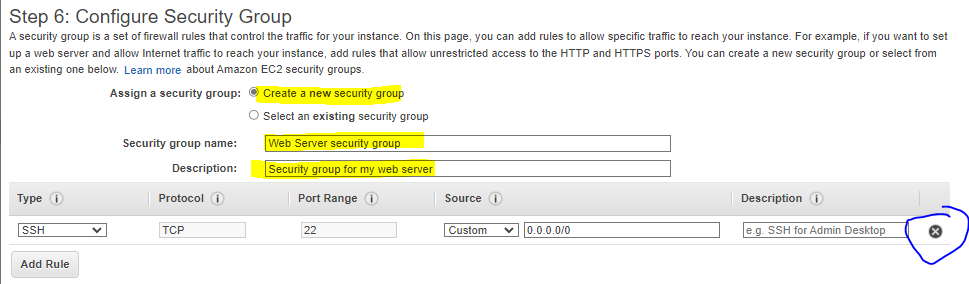 Step 6: Configure Security Group
A security group is a set of firewall rules that control the traffic for your instance. On this page, you can add rules to allow specific traffic to reach your instance. For example, if you want to set
up a web server and allow Internet traffic to reach your instance, add rules that allow unrestricted access to the HTTP and HTTPS ports. You can create a new security group or select from
an existing one below. Learn more about Amazon EC2 security groups.
Assign a security group: Create a new security group
Select an existing security group
Security group name: Web Server security group
Description: Security group for my web server
Type i Protocol i Port Range i Source i Description i
SSH TCP 22 Custom 0.0.0.0/0 e.g. SSH for Admin Desktop
Add Rule